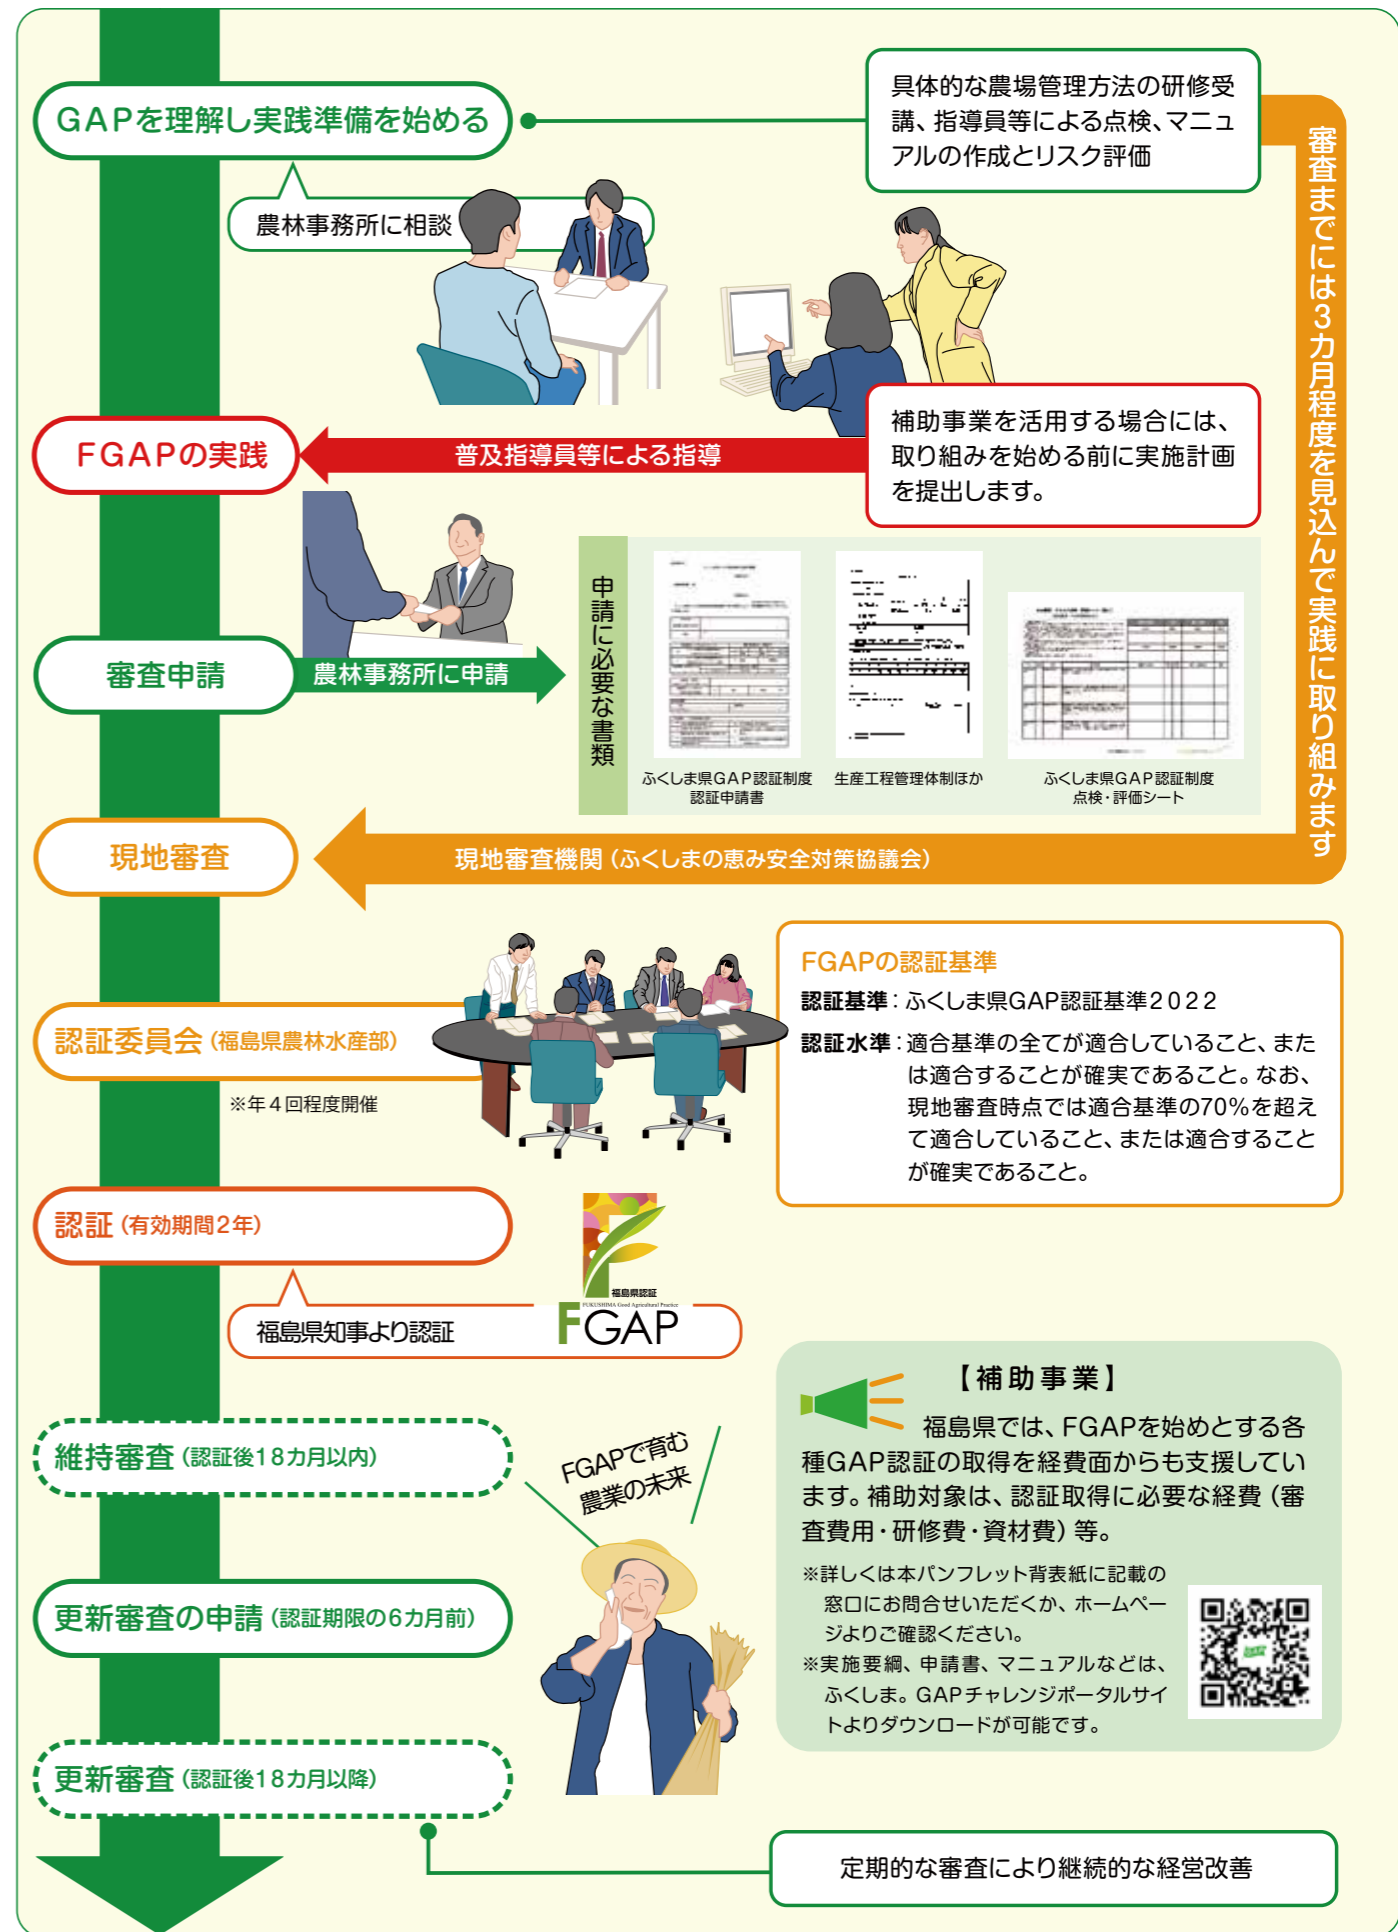 GAPを理解し実践準備を始める
具体的な農場管理方法の研修受
講、指導員等による点検、マニュ
アルの作成とリスク評価
農林事務所に相談
審査までには3カ月程度を見込んで実践に取り組みます
FGAPの実践
普及指導員等による指導
補助事業を活用する場合には、
取り組みを始める前に実施計画
を提出します。
審査申請
農林事務所に申請
申請に必要な書類
ふくしま県GAP認証制度
認証申請書
生産工程管理体制ほか
ふくしま県GAP認証制度
点検・評価シート
現地審査
現地審査機関（ふくしまの恵み安全対策協議会）
認証委員会（福島県農林水産部）
※年4回程度開催
FGAPの認証基準
認証基準：ふくしま県GAP認証基準2022
認証水準：適合基準の全てが適合していること、また
は適合することが確実であること。なお、
現地審査時点では適合基準の70％を超え
て適合していること、または適合すること
が確実であること。
認証（有効期間2年）
福島県知事より認証
福島県認証
FUKUSHIMA Good Agricultural Practice
FGAP
維持審査（認証後18カ月以内）
FGAPで育む
農業の未来
更新審査の申請（認証期限の6カ月前）
更新審査（認証後18カ月以降）
【補助事業】
福島県では、FGAPを始めとする各
種GAP認証の取得を経費面からも支援してい
ます。補助対象は、認証取得に必要な経費（審
査費用・研修費・資材費）等。
※詳しくは本パンフレット背表紙に記載の
窓口にお問合せいただくか、ホームペー
ジよりご確認ください。
※実施要綱、申請書、マニュアルなどは、
ふくしま。GAPチャレンジポータルサイ
トよりダウンロードが可能です。
定期的な審査により継続的な経営改善